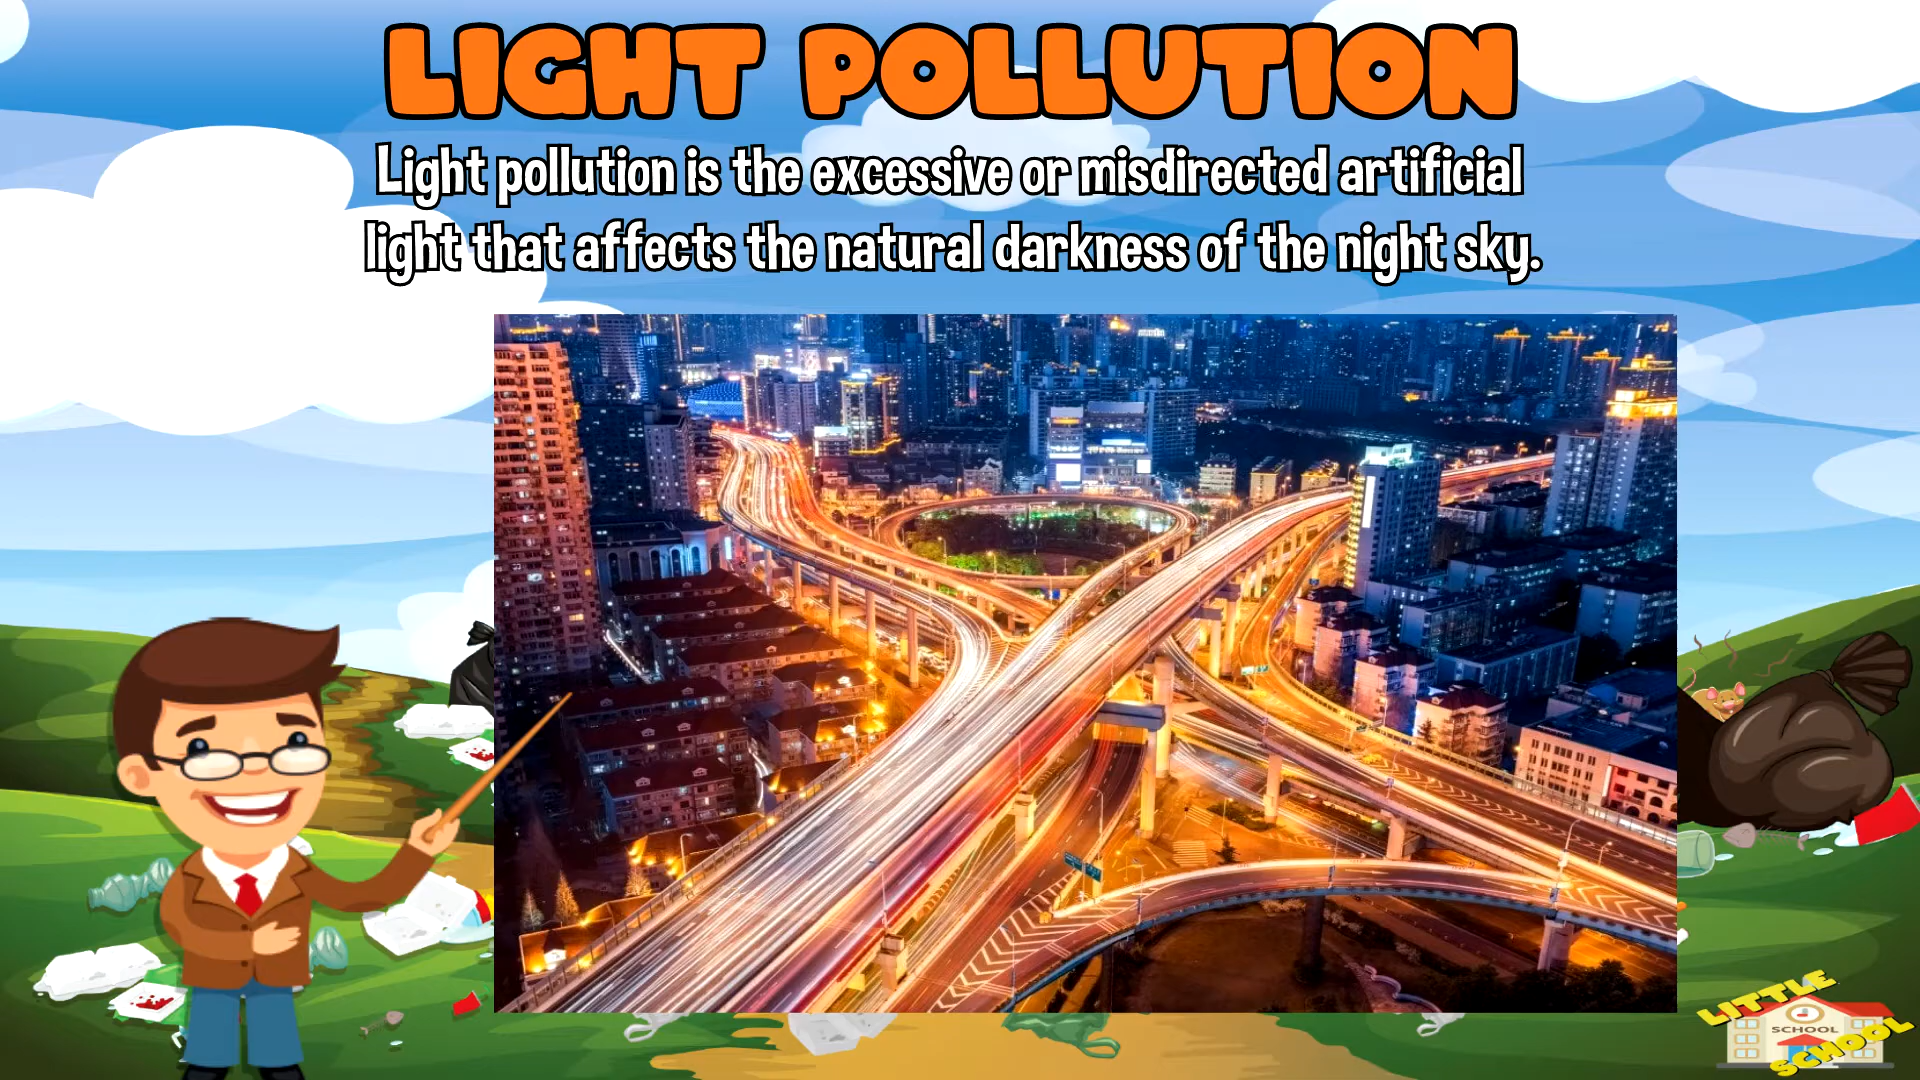 LIGHT POLLUTION
Light pollution is the excessive or misdirected artificial
light that affects the natural darkness of the night sky.
LITTLE
SCHOOL
SCHOOL